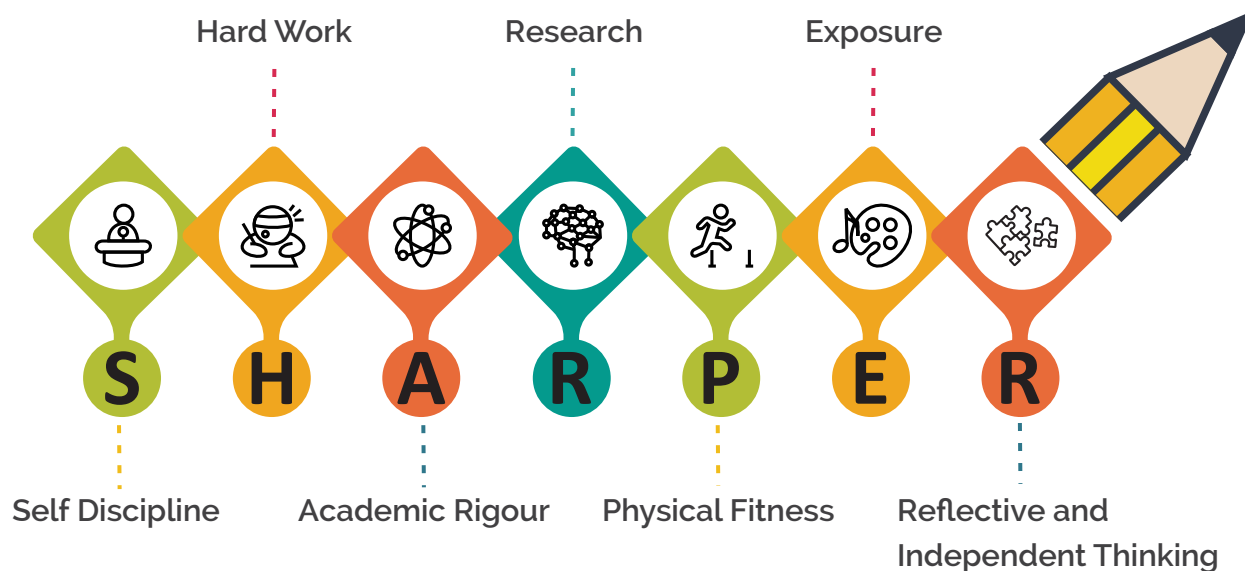 Hard Work
Research
Exposure
S H A R P E R
Self Discipline
Academic Rigour
Physical Fitness
Reflective and
Independent Thinking